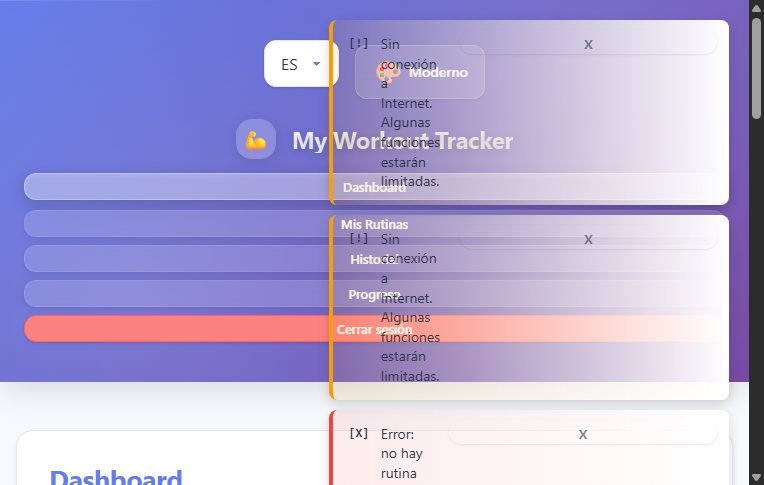 ES
Moderno
My Workout Tracker
Dashboard
Mis Rutinas
Historial
Progreso
Cerrar sesión
[!] Sin X
conexión
a
Internet.
Algunas
funciones
estarán
limitadas.
[!] Sin X
conexión
a
Internet.
Algunas
funciones
estarán
limitadas.
[X] Error: X
no hay
rutina
Dashboard